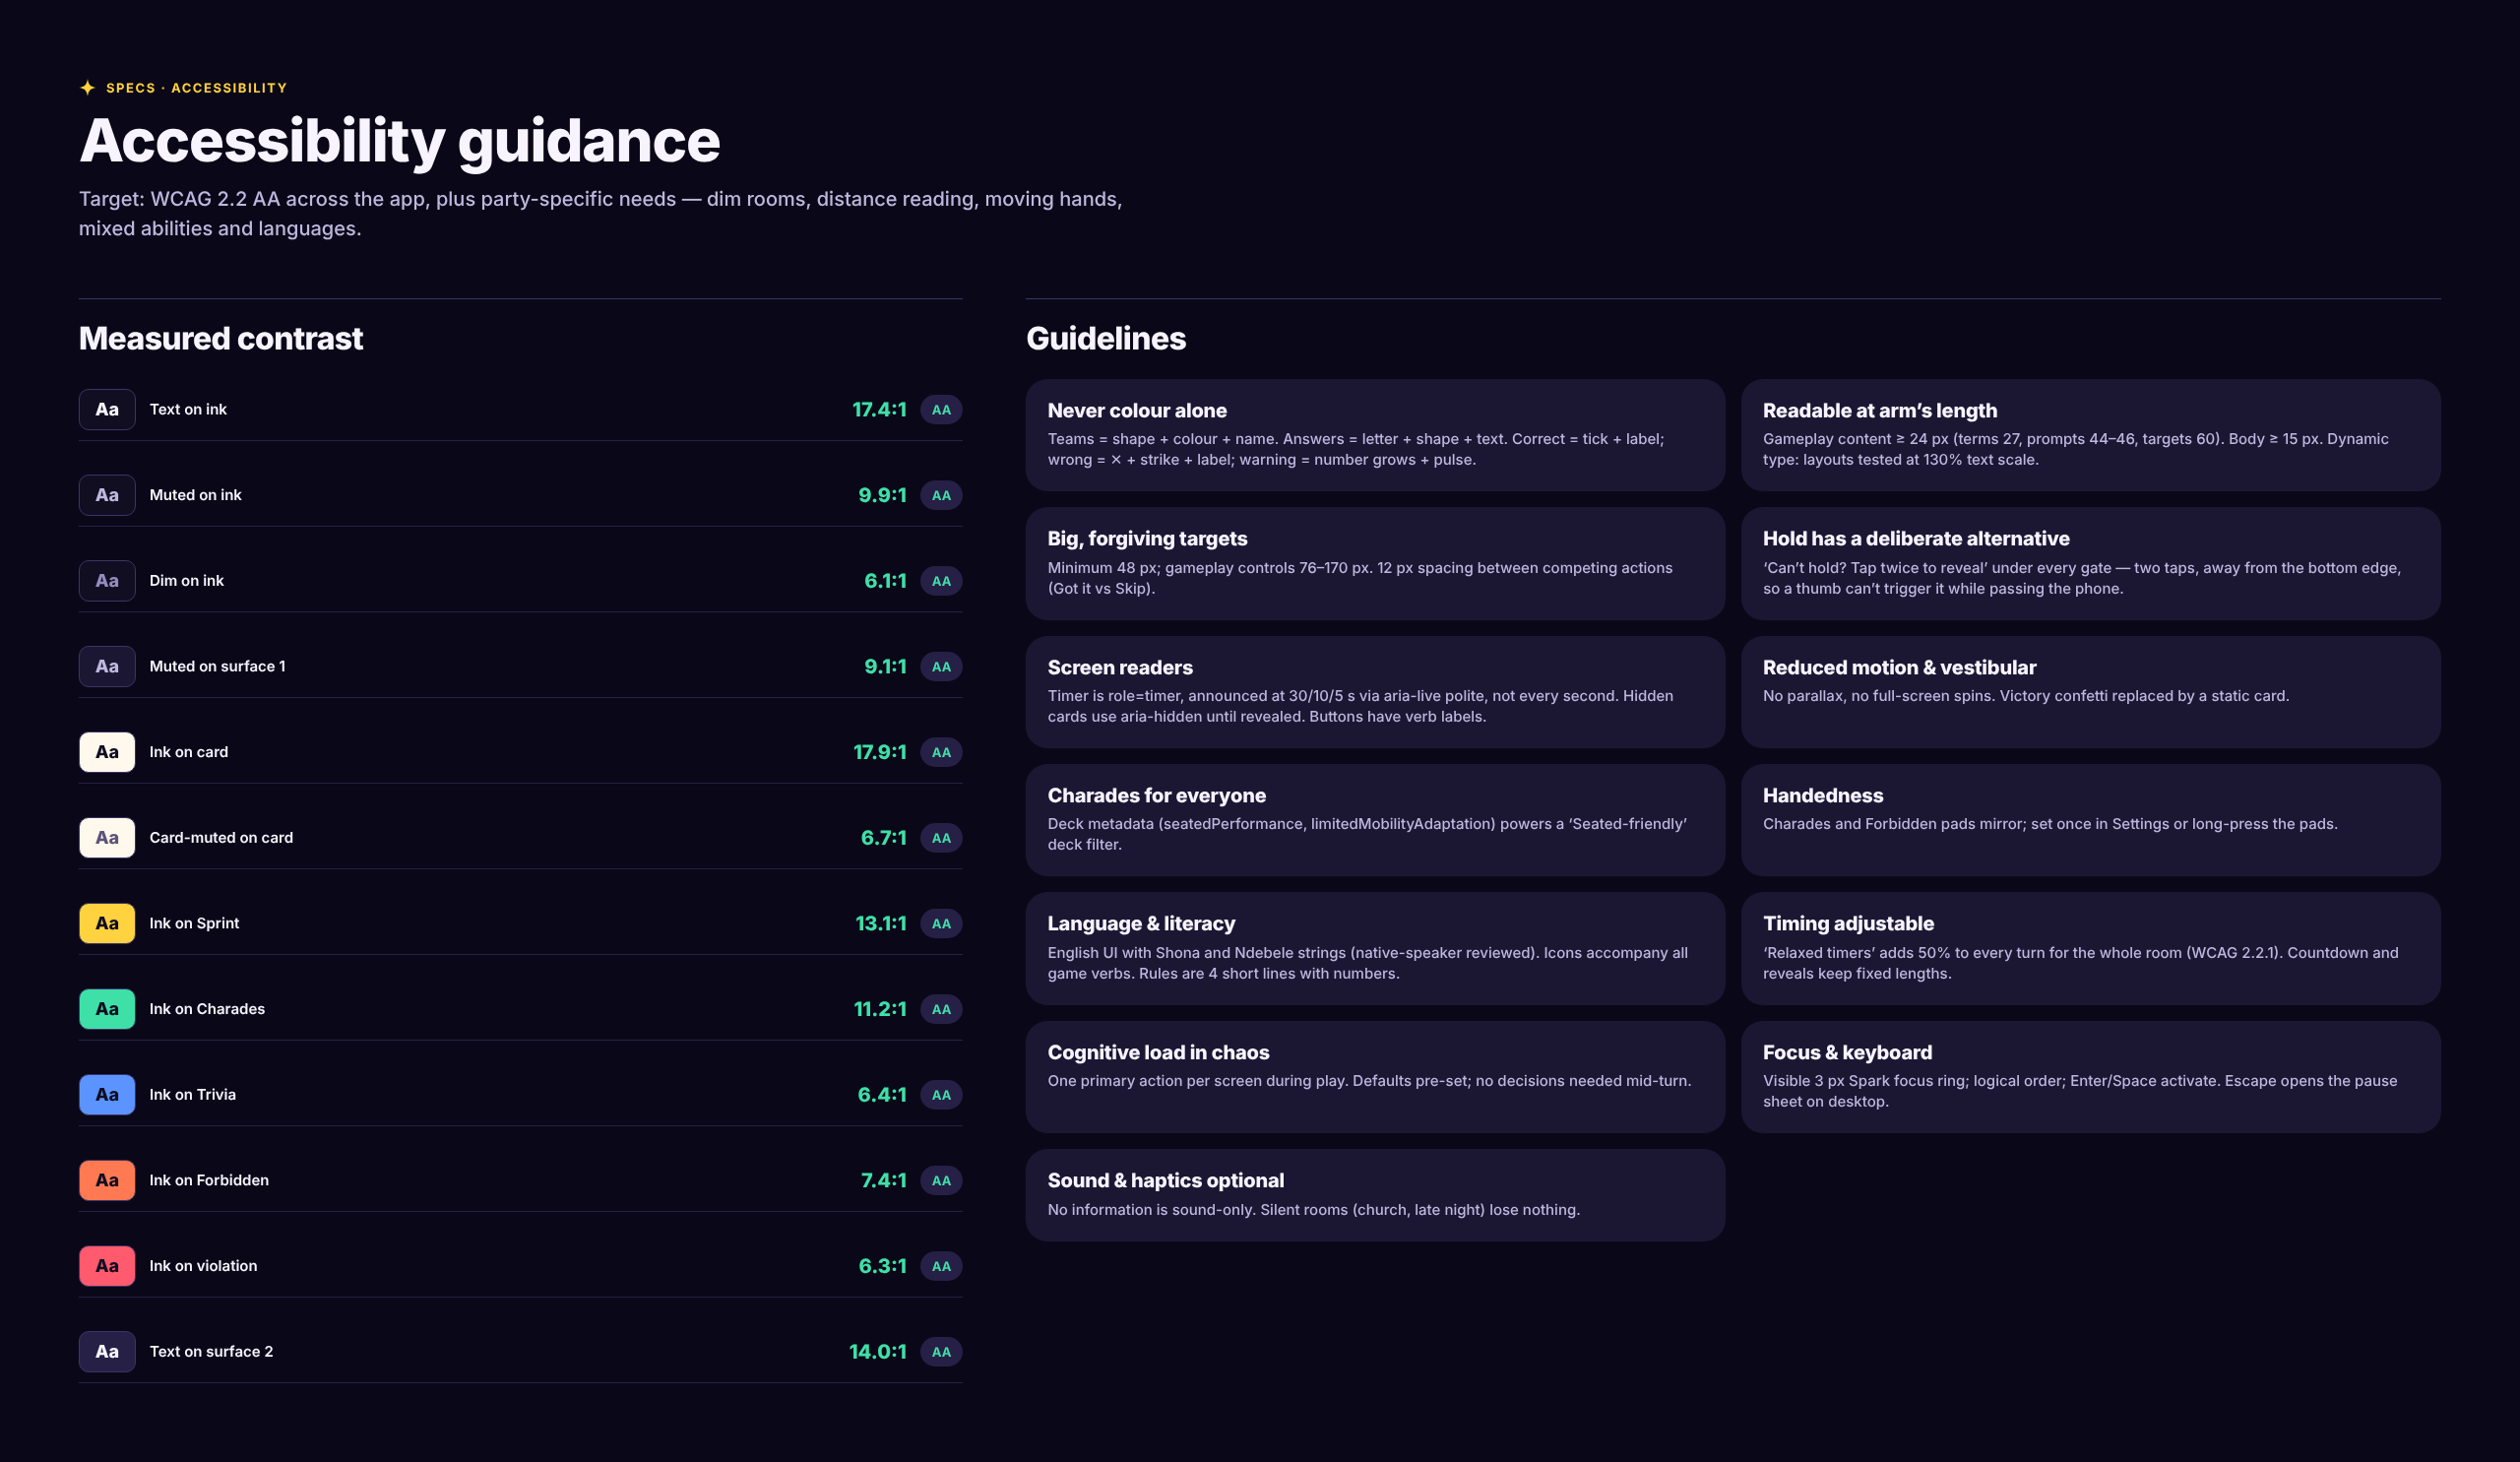 SPECS · ACCESSIBILITY
Accessibility guidance
Target: WCAG 2.2 AA across the app, plus party-specific needs — dim rooms, distance reading, moving hands,
mixed abilities and languages.
Measured contrast
Aa Text on ink 17.4:1 AA
Aa Muted on ink 9.9:1 AA
Aa Dim on ink 6.1:1 AA
Aa Muted on surface 1 9.1:1 AA
Aa Ink on card 17.9:1 AA
Aa Card-muted on card 6.7:1 AA
Aa Ink on Sprint 13.1:1 AA
Aa Ink on Charades 11.2:1 AA
Aa Ink on Trivia 6.4:1 AA
Aa Ink on Forbidden 7.4:1 AA
Aa Ink on violation 6.3:1 AA
Aa Text on surface 2 14.0:1 AA
Guidelines
Never colour alone
Teams = shape + colour + name. Answers = letter + shape + text. Correct = tick + label;
wrong = ✕ + strike + label; warning = number grows + pulse.
Readable at arm’s length
Gameplay content ≥ 24 px (terms 27, prompts 44–46, targets 60). Body ≥ 15 px. Dynamic
type: layouts tested at 130% text scale.
Big, forgiving targets
Minimum 48 px; gameplay controls 76–170 px. 12 px spacing between competing actions
(Got it vs Skip).
Hold has a deliberate alternative
‘Can’t hold? Tap twice to reveal’ under every gate — two taps, away from the bottom edge,
so a thumb can’t trigger it while passing the phone.
Screen readers
Timer is role=timer, announced at 30/10/5 s via aria-live polite, not every second. Hidden
cards use aria-hidden until revealed. Buttons have verb labels.
Reduced motion & vestibular
No parallax, no full-screen spins. Victory confetti replaced by a static card.
Charades for everyone
Deck metadata (seatedPerformance, limitedMobilityAdaptation) powers a ‘Seated-friendly’
deck filter.
Handedness
Charades and Forbidden pads mirror; set once in Settings or long-press the pads.
Language & literacy
English UI with Shona and Ndebele strings (native-speaker reviewed). Icons accompany all
game verbs. Rules are 4 short lines with numbers.
Timing adjustable
‘Relaxed timers’ adds 50% to every turn for the whole room (WCAG 2.2.1). Countdown and
reveals keep fixed lengths.
Cognitive load in chaos
One primary action per screen during play. Defaults pre-set; no decisions needed mid-turn.
Focus & keyboard
Visible 3 px Spark focus ring; logical order; Enter/Space activate. Escape opens the pause
sheet on desktop.
Sound & haptics optional
No information is sound-only. Silent rooms (church, late night) lose nothing.